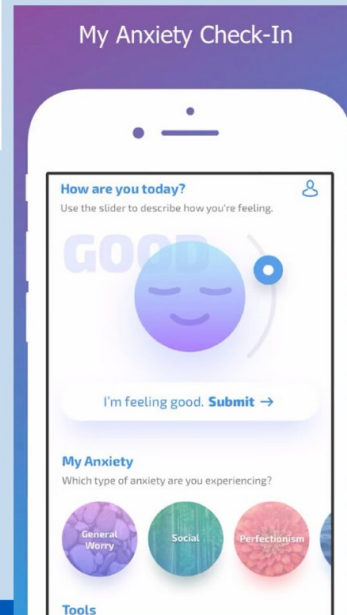 My Anxiety Check-In
How are you today?
Use the slider to describe how you're feeling.
GOOD
I'm feeling good. Submit →
My Anxiety
Which type of anxiety are you experiencing?
General
Worry
Social
Perfectionism
Tools